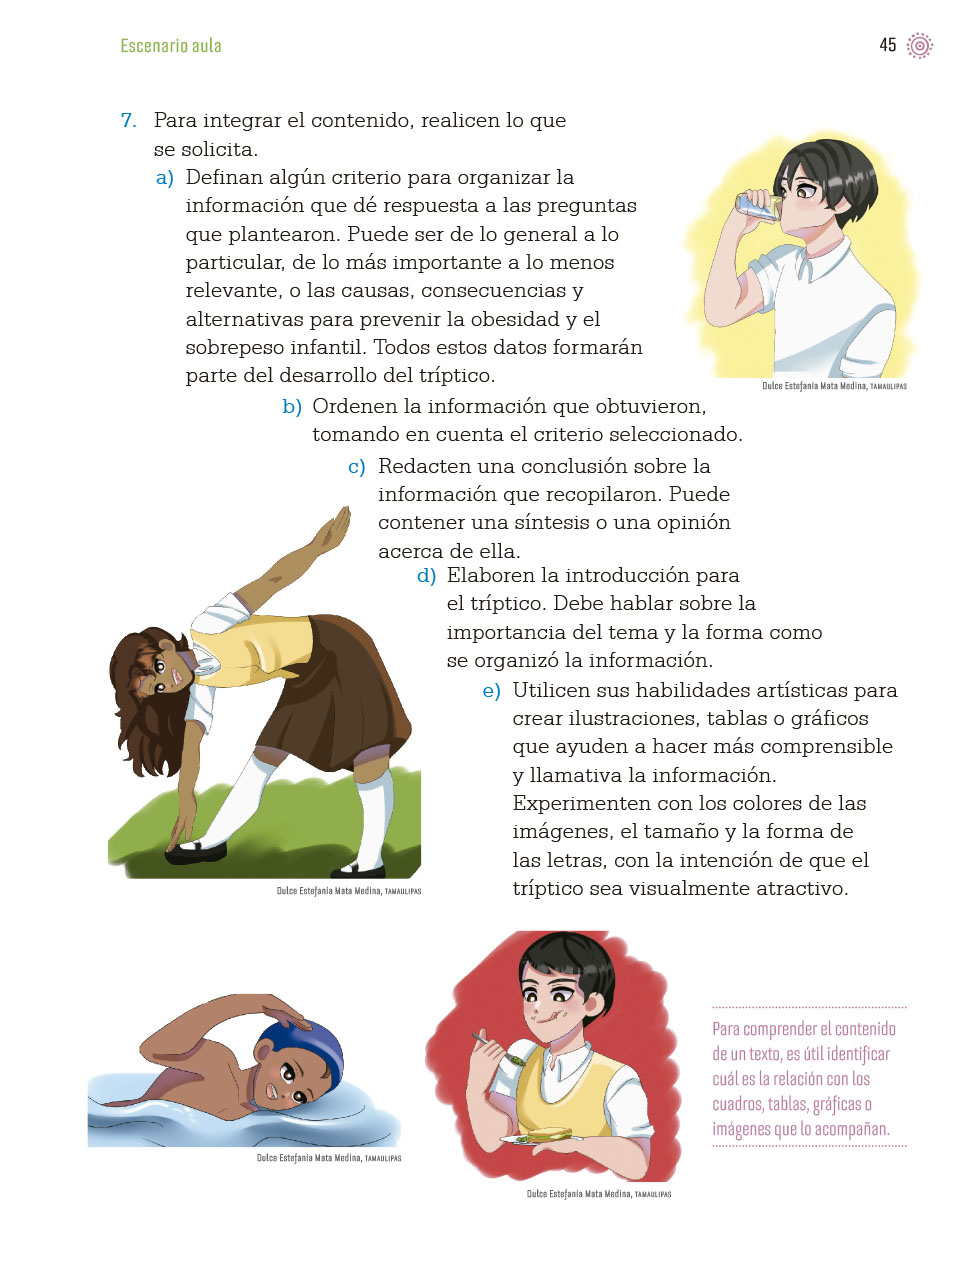 Escenario aula
45
7. Para integrar el contenido, realicen lo que
se solicita.
a) Definan algún criterio para organizar la
información que dé respuesta a las preguntas
que plantearon. Puede ser de lo general a lo
particular, de lo más importante a lo menos
relevante, o las causas, consecuencias y
alternativas para prevenir la obesidad y el
sobrepeso infantil. Todos estos datos formarán
parte del desarrollo del tríptico.
Dulce Estefanía Mata Medina, TAMAULIPAS
b) Ordenen la información que obtuvieron,
tomando en cuenta el criterio seleccionado.
c) Redacten una conclusión sobre la
información que recopilaron. Puede
contener una síntesis o una opinión
acerca de ella.
d) Elaboren la introducción para
el tríptico. Debe hablar sobre la
importancia del tema y la forma como
se organizó la información.
e) Utilicen sus habilidades artísticas para
crear ilustraciones, tablas o gráficos
que ayuden a hacer más comprensible
y llamativa la información.
Experimenten con los colores de las
imágenes, el tamaño y la forma de
las letras, con la intención de que el
tríptico sea visualmente atractivo.
Dulce Estefanía Mata Medina, TAMAULIPAS
Para comprender el contenido
de un texto, es útil identificar
cuál es la relación con los
cuadros, tablas, gráficas o
imágenes que lo acompañan.
Dulce Estefanía Mata Medina, TAMAULIPAS
Dulce Estefanía Mata Medina, TAMAULIPAS